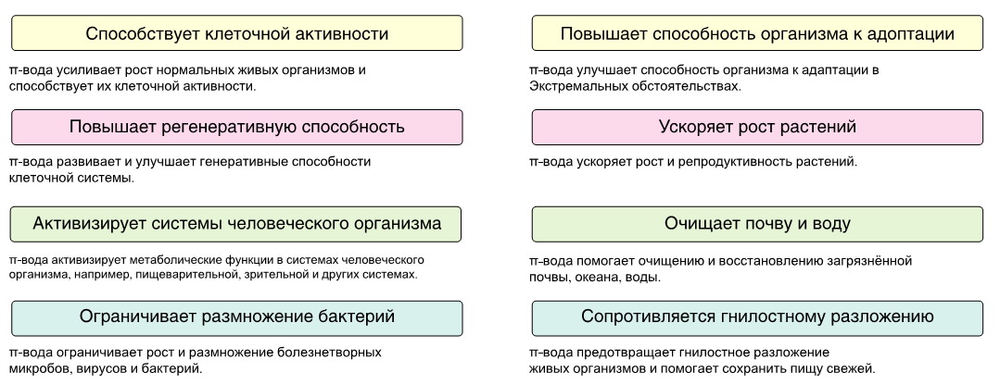 Способствует клеточной активности
π-вода усиливает рост нормальных живых организмов и
способствует их клеточной активности.
Повышает способность организма к адоптации
π-вода улучшает способность организма к адаптации в
Экстремальных обстоятельствах.
Повышает регенеративную способность
π-вода развивает и улучшает генеративные способности
клеточной системы.
Ускоряет рост растений
π-вода ускоряет рост и репродуктивность растений.
Активизирует системы человеческого организма
π-вода активизирует метаболические функции в системах человеческого
организма, например, пищеварительной, зрительной и других системах.
Очищает почву и воду
π-вода помогает очищению и восстановлению загрязнённой
почвы, океана, воды.
Ограничивает размножение бактерий
π-вода ограничивает рост и размножение болезнетворных
микробов, вирусов и бактерий.
Сопротивляется гнилостному разложению
π-вода предотвращает гнилостное разложение
живых организмов и помогает сохранить пищу свежей.